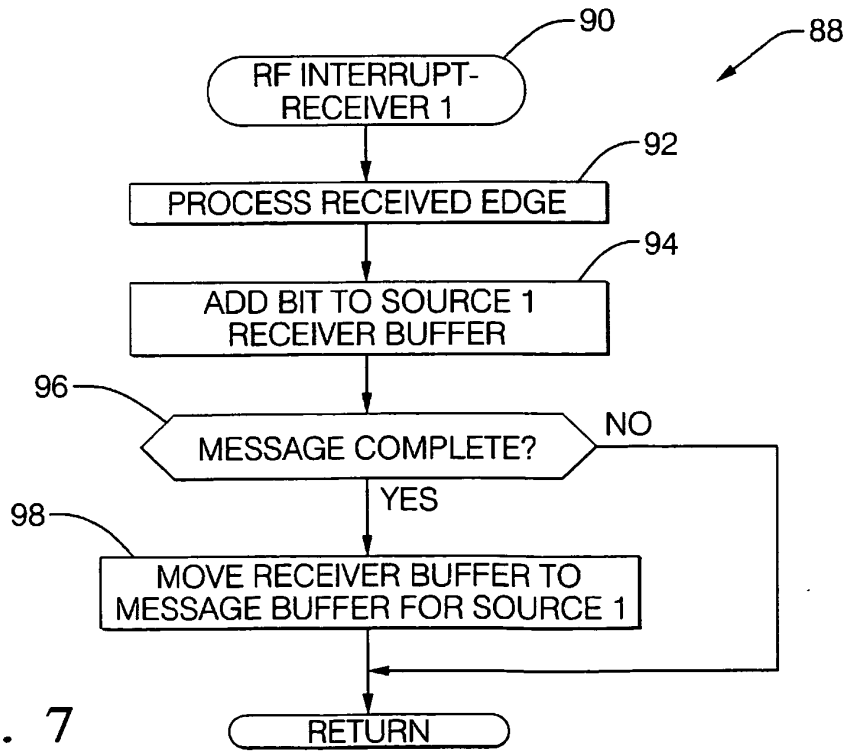 90
88
RF INTERRUPT-
RECEIVER 1
92
PROCESS RECEIVED EDGE
94
ADD BIT TO SOURCE 1
RECEIVER BUFFER
96
MESSAGE COMPLETE?
NO
YES
98
MOVE RECEIVER BUFFER TO
MESSAGE BUFFER FOR SOURCE 1
. 7
RETURN